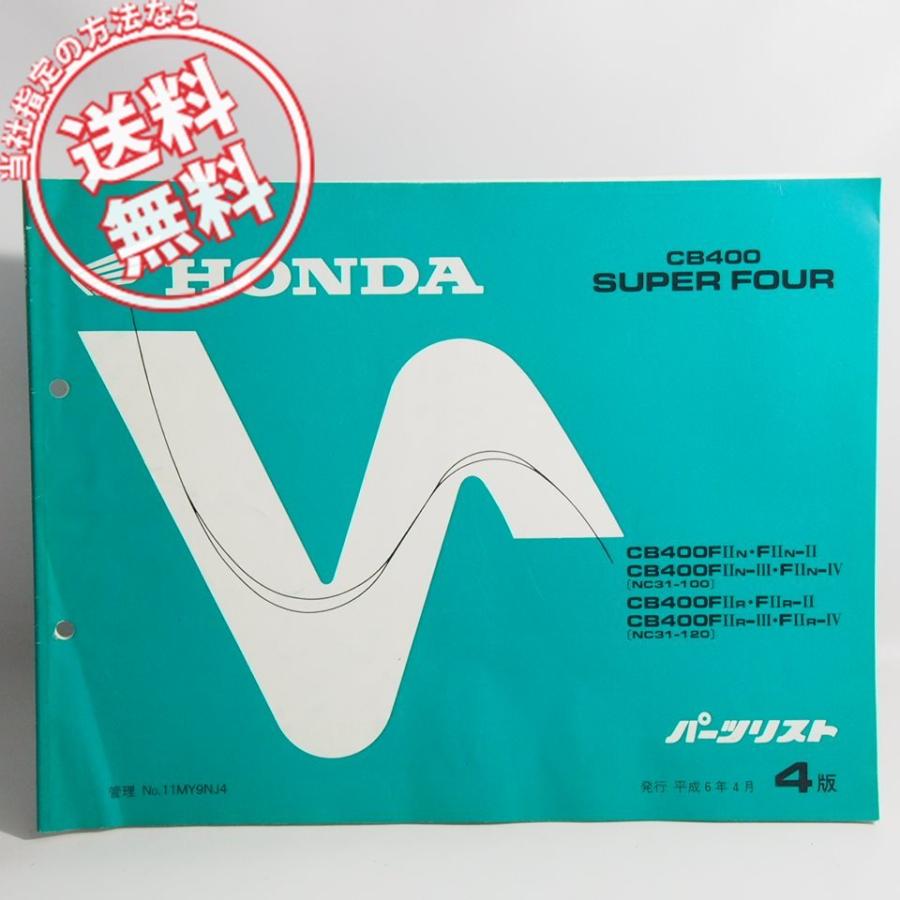 当社指定の方法なら
送料
無料
HONDA
CB400
SUPER FOUR
CB400FⅡN・FⅡN-Ⅱ
CB400FⅡN-Ⅲ・FⅡN-Ⅳ
[NC31-100]
CB400FⅡR・FⅡR-Ⅱ
CB400FⅡR-Ⅲ・FⅡR-Ⅳ
[NC31-120]
パーツリスト
管理 No.11MY9NJ4
発行 平成6年4月 4版